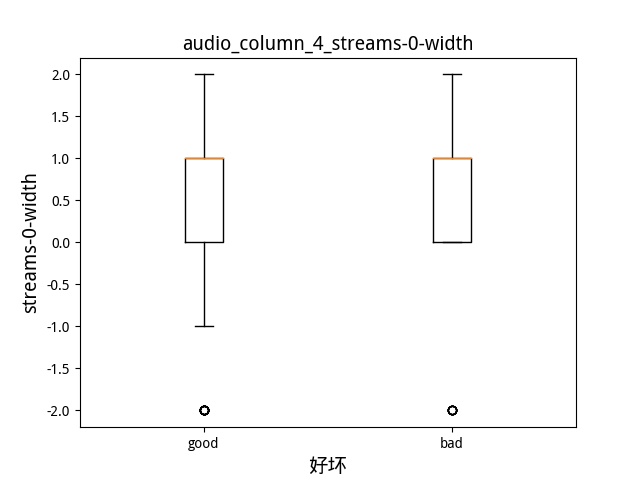 audio_column_4_streams-0-width
streams-0-width
2.0
1.5
1.0
0.5
0.0
-0.5
-1.0
-1.5
-2.0
good bad
好坏